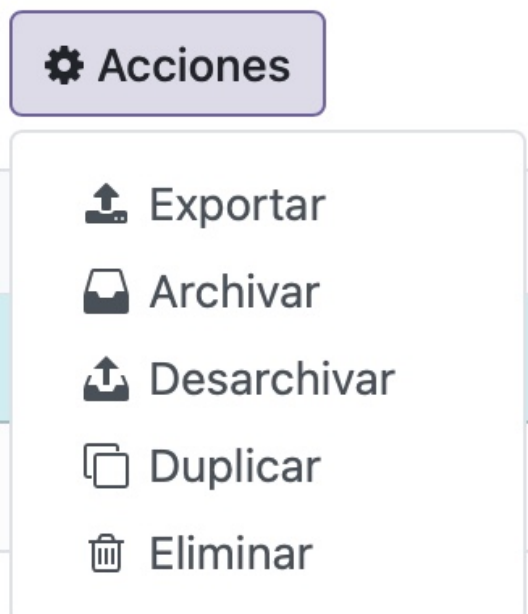 Acciones
Exportar
Archivar
Desarchivar
Duplicar
Eliminar